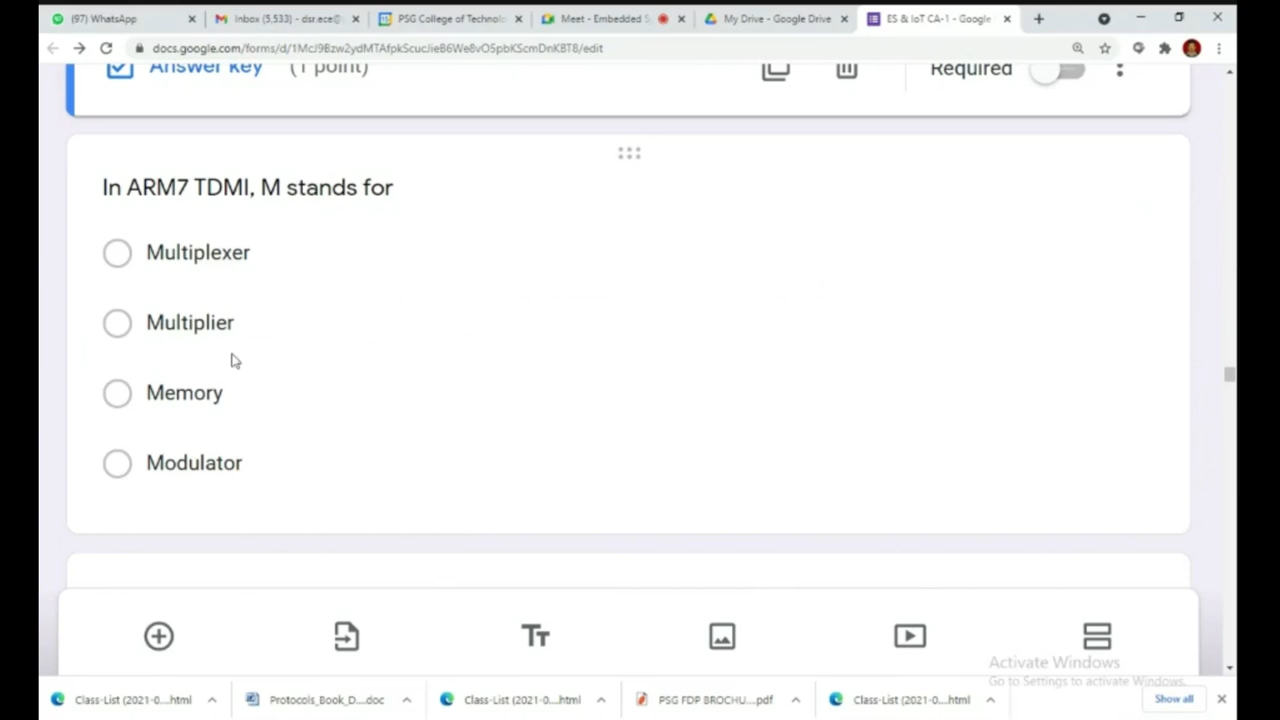 (97) WhatsApp
Inbox (5,533) - dsr.ece@
PSG College of Technolo
Meet - Embedded S
My Drive - Google Drive
ES & IoT CA-1 - Google
docs.google.com/forms/d/1McJ9Bzw2ydMTAfpkScucJieB6We8vOSpbKScmDnKBT8/edit
Answer key (1 point)
Required
In ARM7 TDMI, M stands for
Multiplexer
Multiplier
Memory
Modulator
Activate Windows
Go to Settings to activate Windows.
Class-List (2021-0....html
Protocols_Book_D....doc
Class-List (2021-0....html
PSG FDP BROCHU....pdf
Class-List (2021-0....html
Show all